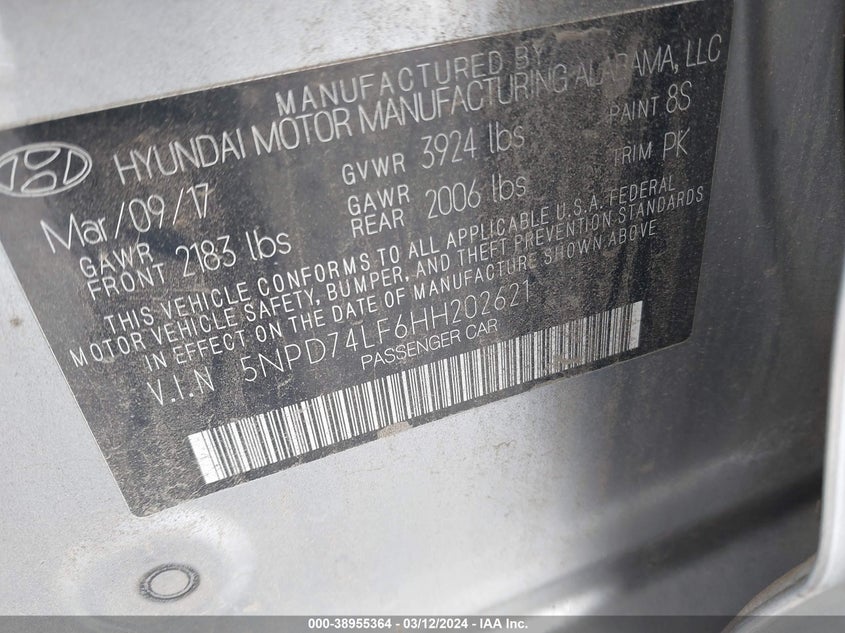 MANUFACTURED BY
HYUNDAI MOTOR MANUFACTURING ALABAMA, LLC
Mar/09/17 GVWR 3924 lbs PAINT 8S
GAWR FRONT 2183 lbs GAWR REAR 2006 lbs TRIM PK
THIS VEHICLE CONFORMS TO ALL APPLICABLE U.S.A. FEDERAL
MOTOR VEHICLE SAFETY, BUMPER, AND THEFT PREVENTION STANDARDS
IN EFFECT ON THE DATE OF MANUFACTURE SHOWN ABOVE
V.I.N 5NPD74LF6HH202621
PASSENGER CAR
000-38955364 - 03/12/2024 - IAA Inc.